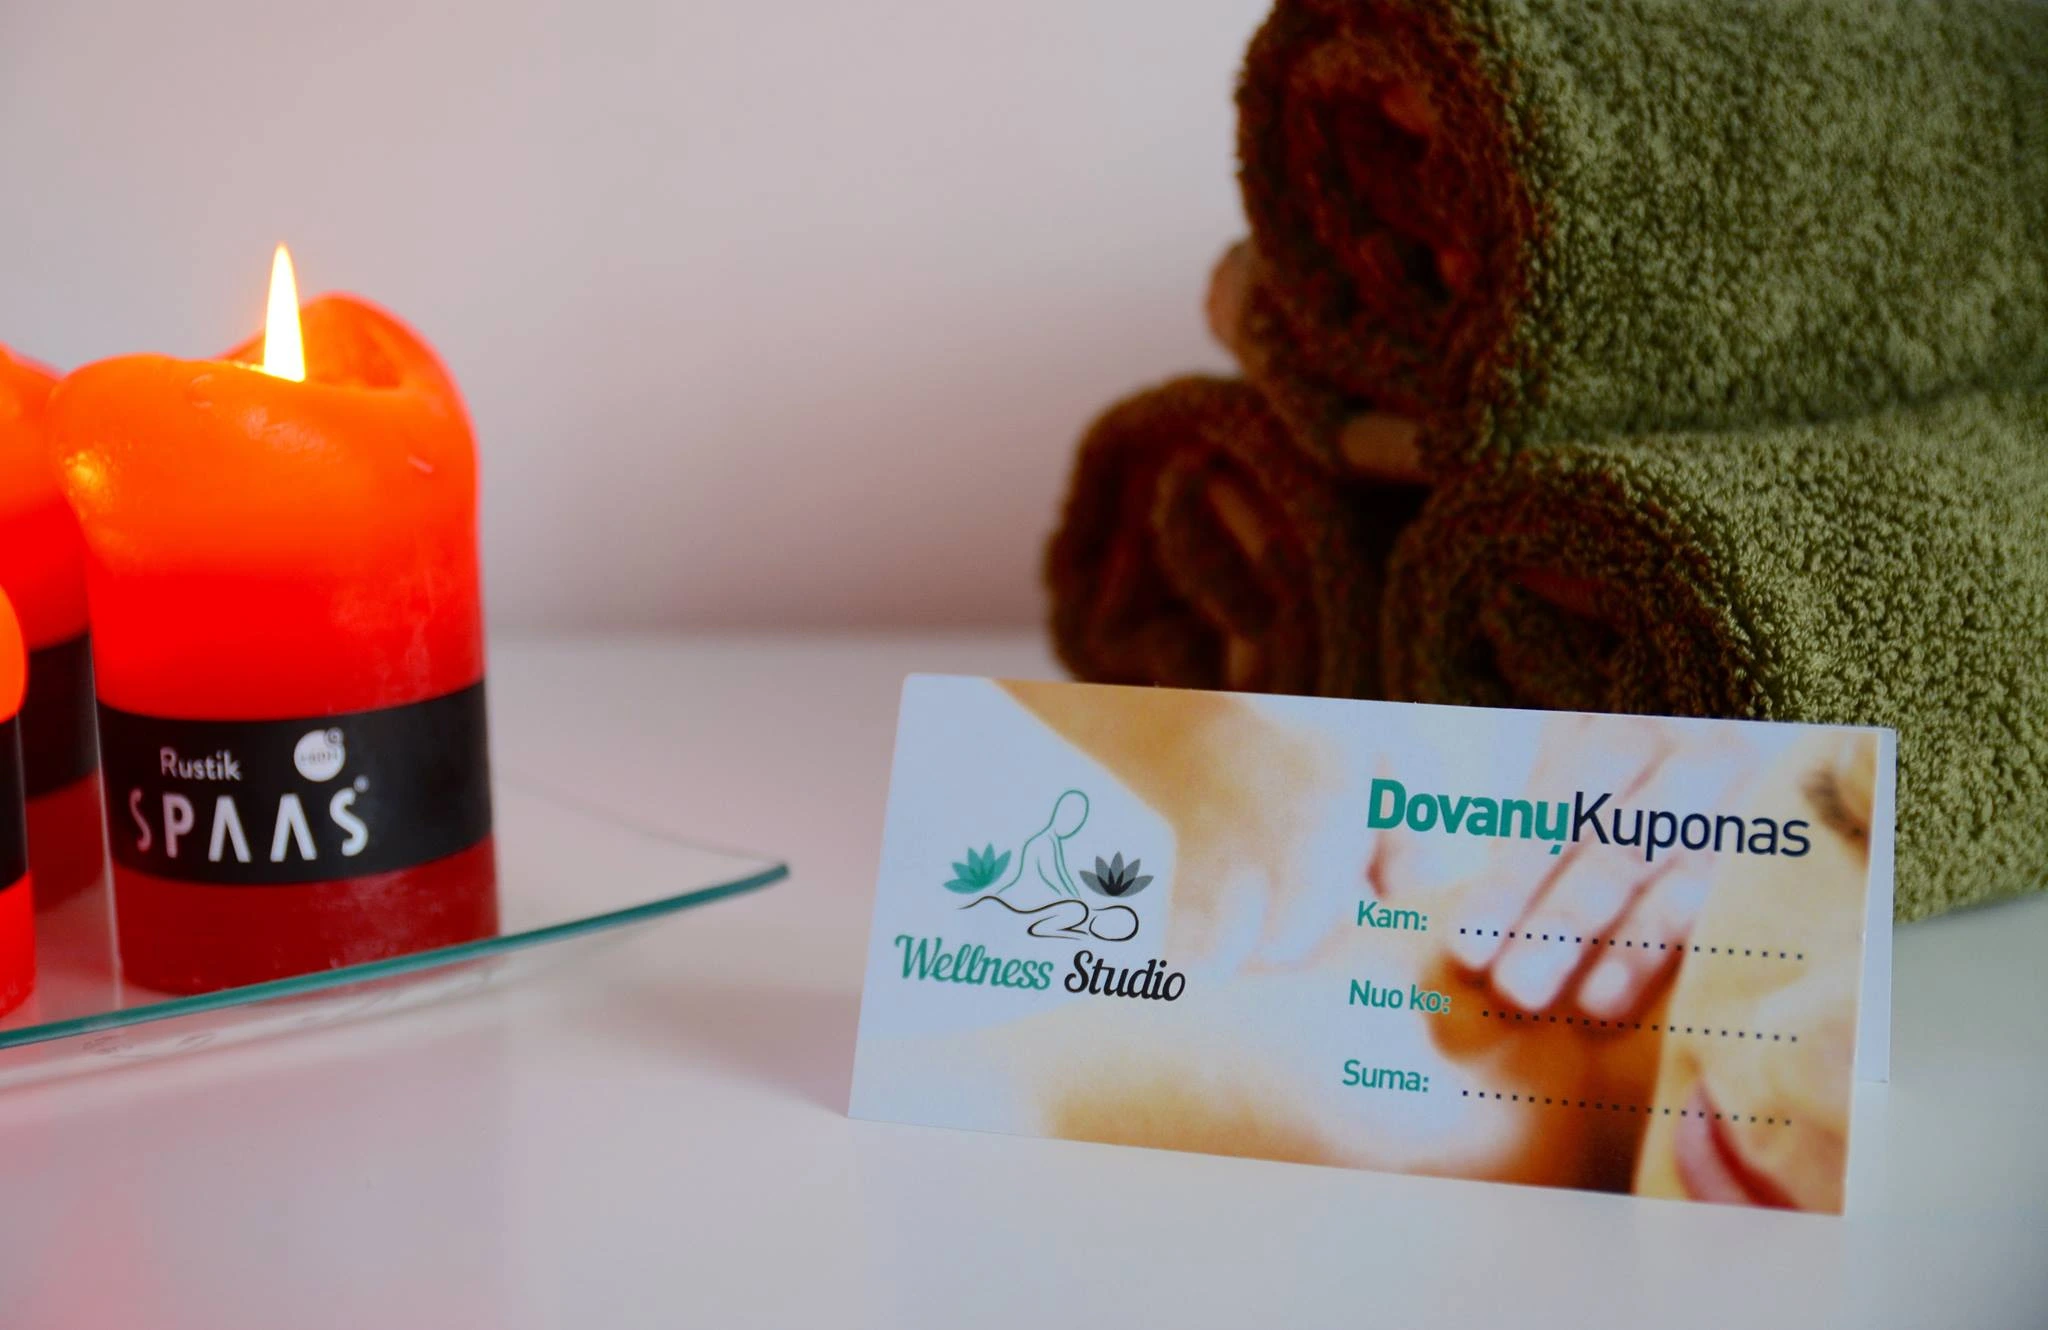 Rustik
SPAAS®
Wellness Studio
DovanųKuponas
Kam: ....................
Nuo ko: ....................
Suma: ....................